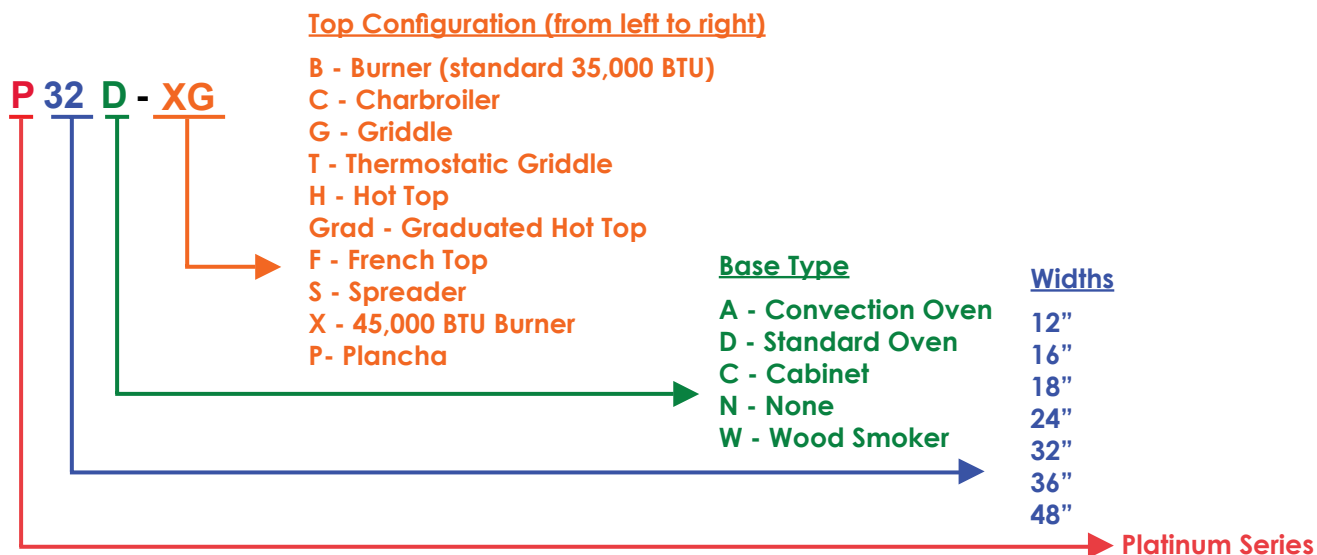 Top Configuration (from left to right)
B - Burner (standard 35,000 BTU)
C - Charbroiler
G - Griddle
T - Thermostatic Griddle
H - Hot Top
Grad - Graduated Hot Top
F - French Top
S - Spreader
X - 45,000 BTU Burner
P- Plancha
P 32 D - XG
Base Type
A - Convection Oven
D - Standard Oven
C - Cabinet
N - None
W - Wood Smoker
Widths
12”
16”
18”
24”
32”
36”
48”
Platinum Series